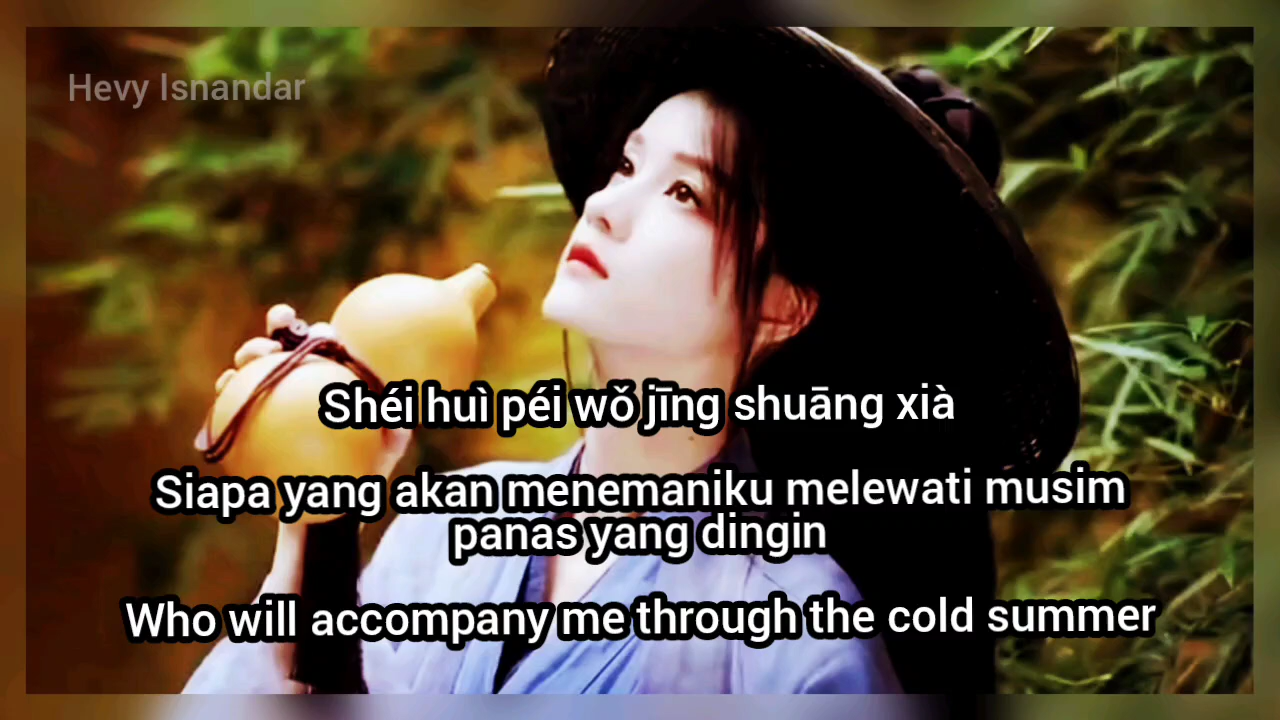 Hevy Isnandar
Shéi huì péi wǒ jīng shuāng xià
Siapa yang akan menemaniku melewati musim
panas yang dingin
Who will accompany me through the cold summer